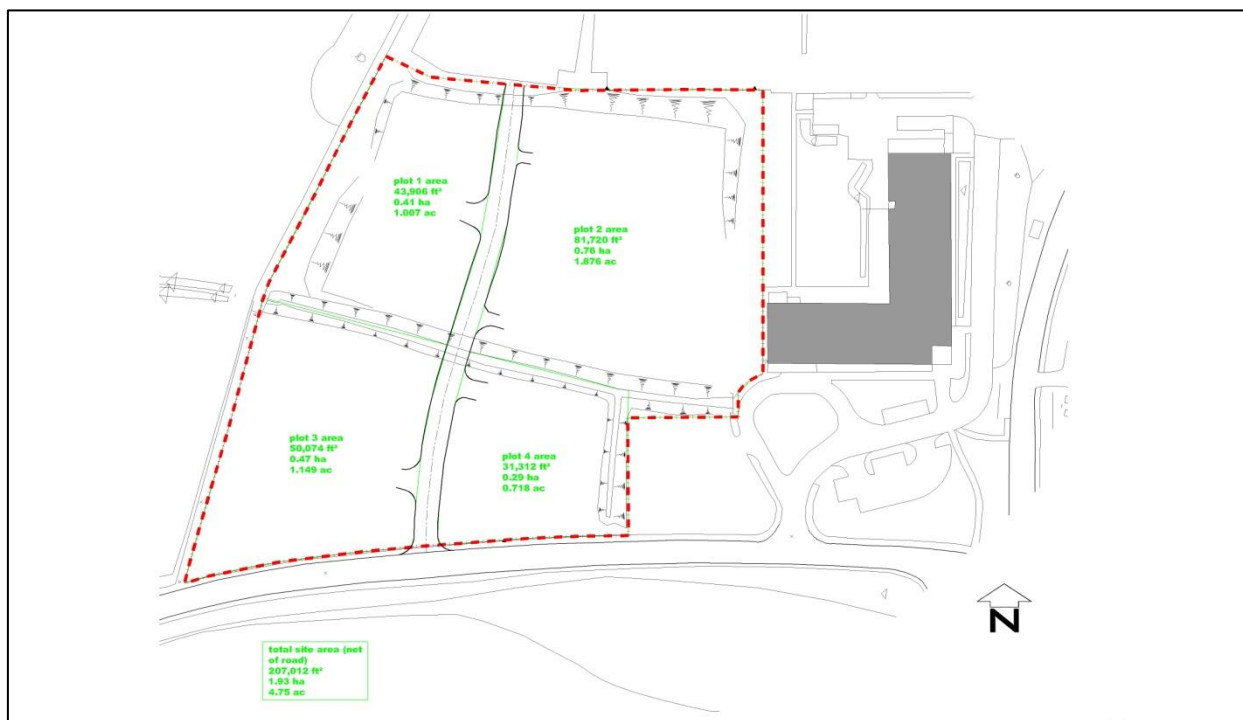 plot 1 area
43,906 ft²
0.41 ha
1.007 ac
plot 2 area
81,720 ft²
0.76 ha
1.876 ac
plot 3 area
50,074 ft²
0.47 ha
1.149 ac
plot 4 area
31,312 ft²
0.29 ha
0.718 ac
N
total site area (net
of road)
207,012 ft²
1.93 ha
4.75 ac